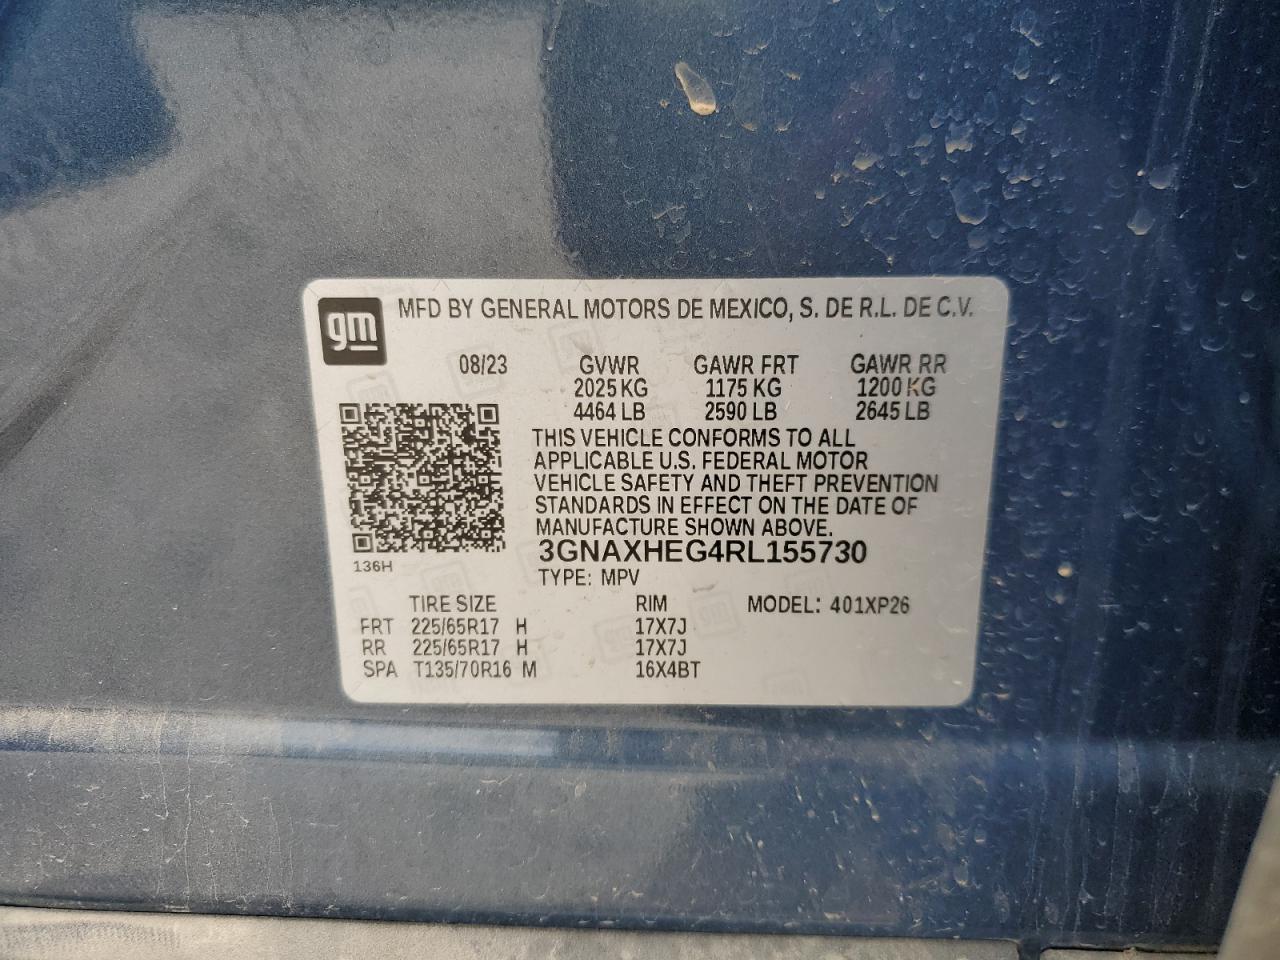 gm
MFD BY GENERAL MOTORS DE MEXICO, S. DE R.L. DE C.V.
08/23 GVWR GAWR FRT GAWR RR
2025 KG 1175 KG 1200 KG
4464 LB 2590 LB 2645 LB
THIS VEHICLE CONFORMS TO ALL
APPLICABLE U.S. FEDERAL MOTOR
VEHICLE SAFETY AND THEFT PREVENTION
STANDARDS IN EFFECT ON THE DATE OF
MANUFACTURE SHOWN ABOVE.
3GNAXHEG4RL155730
136H
TYPE: MPV
TIRE SIZE RIM MODEL: 401XP26
FRT 225/65R17 H 17X7J
RR 225/65R17 H 17X7J
SPA T135/70R16 M 16X4BT